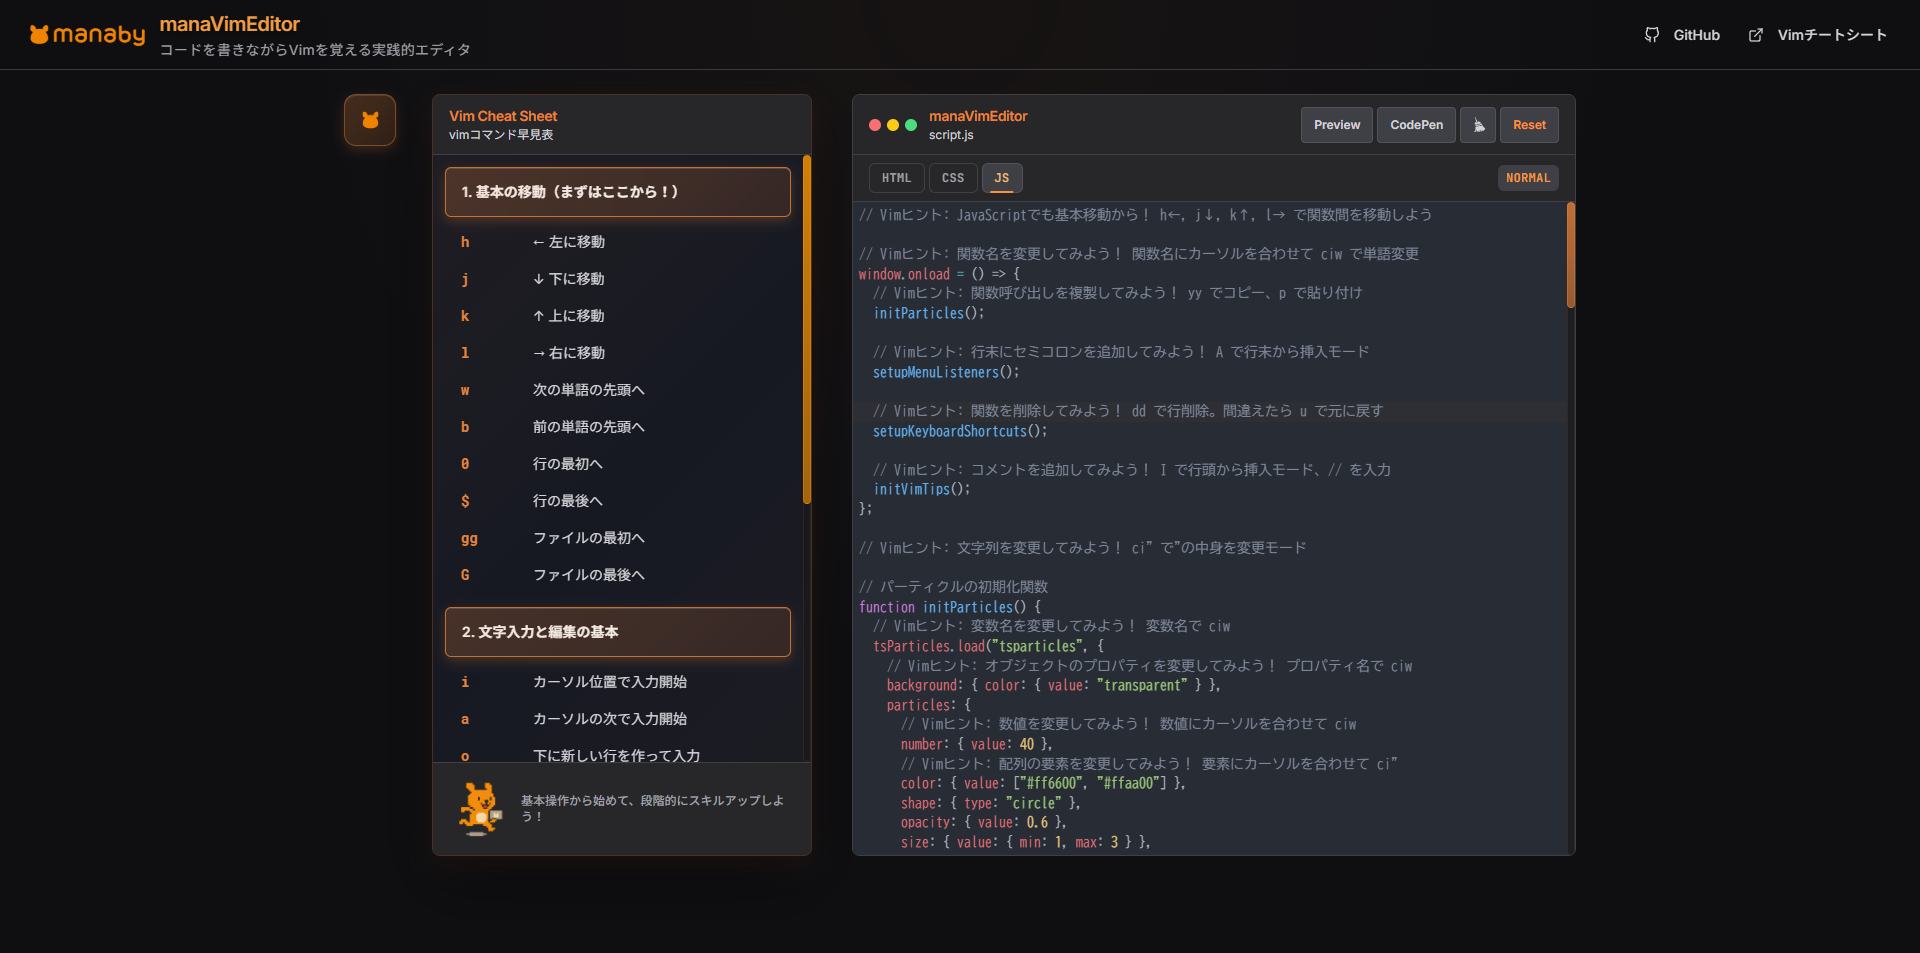 manaby
manaVimEditor
コードを書きながらVimを覚える実践的エディタ
GitHub
Vimチートシート
Vim Cheat Sheet
vimコマンド早見表
1. 基本の移動（まずはここから！）
h ← 左に移動
j ↓ 下に移動
k ↑ 上に移動
l → 右に移動
w 次の単語の先頭へ
b 前の単語の先頭へ
0 行の最初へ
$ 行の最後へ
gg ファイルの最初へ
G ファイルの最後へ
2. 文字入力と編集の基本
i カーソル位置で入力開始
a カーソルの次で入力開始
o 下に新しい行を作って入力
基本操作から始めて、段階的にスキルアップしよ
う！
manaVimEditor
script.js
Preview
CodePen
Reset
HTML
CSS
JS
NORMAL
// Vimヒント: JavaScriptでも基本移動から！ h←, j↓, k↑, l→ で関数間を移動しよう
// Vimヒント: 関数名を変更してみよう！ 関数名にカーソルを合わせて ciw で単語変更
window.onload = () => {
// Vimヒント: 関数呼び出しを複製してみよう！ yy でコピー、p で貼り付け
initParticles();
// Vimヒント: 行末にセミコロンを追加してみよう！ A で行末から挿入モード
setupMenuListeners();
// Vimヒント: 関数を削除してみよう！ dd で行削除。間違えたら u で元に戻す
setupKeyboardShortcuts();
// Vimヒント: コメントを追加してみよう！ I で行頭から挿入モード、// を入力
initVimTips();
};
// Vimヒント: 文字列を変更してみよう！ ci" で"の中身を変更モード
// パーティクルの初期化関数
function initParticles() {
// Vimヒント: 変数名を変更してみよう！ 変数名で ciw
tsParticles.load("tsparticles", {
// Vimヒント: オブジェクトのプロパティを変更してみよう！ プロパティ名で ciw
background: { color: { value: "transparent" } },
particles: {
// Vimヒント: 数値を変更してみよう！ 数値にカーソルを合わせて ciw
number: { value: 40 },
// Vimヒント: 配列の要素を変更してみよう！ 要素にカーソルを合わせて ci"
color: { value: ["#ff6600", "#ffaa00"] },
shape: { type: "circle" },
opacity: { value: 0.6 },
size: { value: { min: 1, max: 3 } },